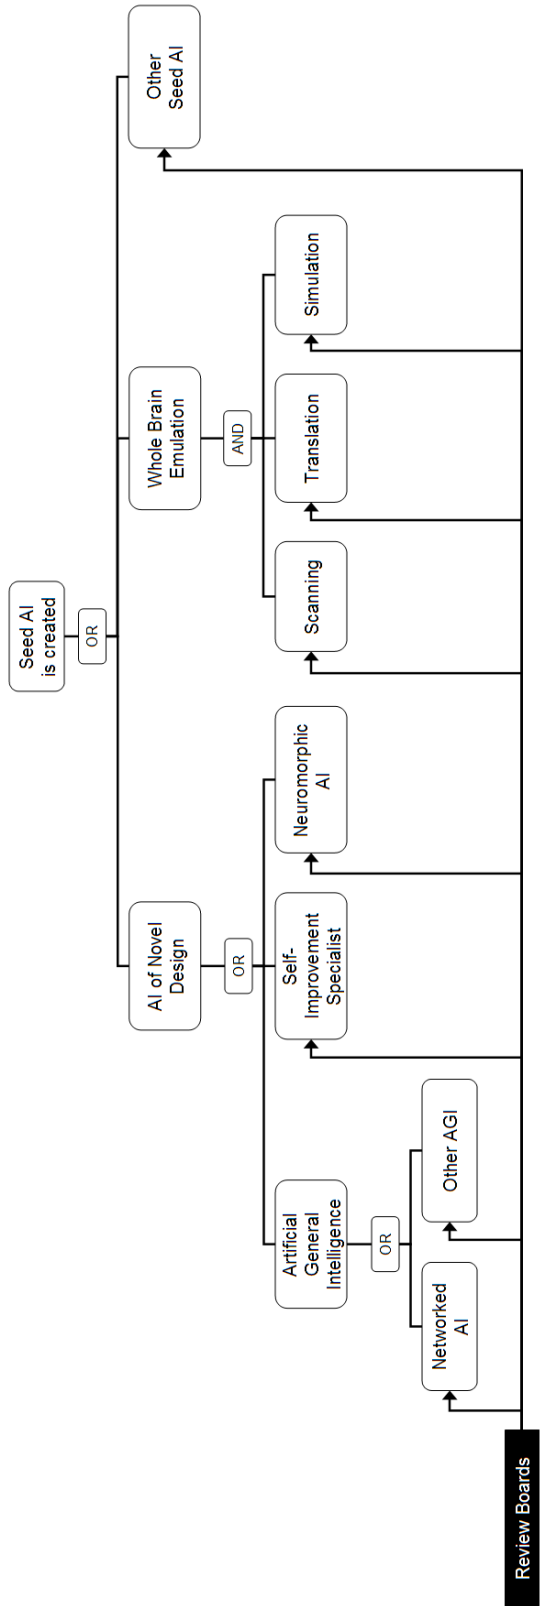 Seed AI
is created
OR
AI of Novel
Design
Whole Brain
Emulation
Other
Seed AI
OR
AND
Artificial
General
Intelligence
Self-
Improvement
Specialist
Neuromorphic
AI
Scanning
Translation
Simulation
OR
Networked
AI
Other AGI
Review Boards